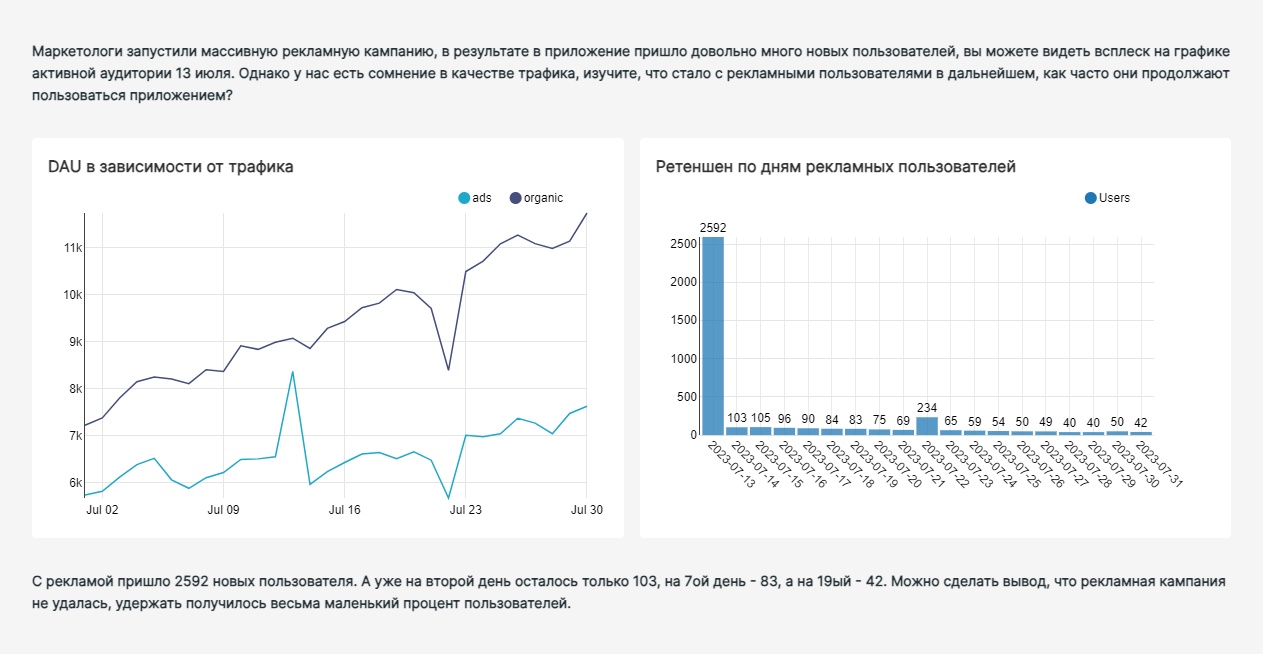 Маркетологи запустили массивную рекламную кампанию, в результате в приложение пришло довольно много новых пользователей, вы можете видеть всплеск на графике
активной аудитории 13 июля. Однако у нас есть сомнение в качестве трафика, изучите, что стало с рекламными пользователями в дальнейшем, как часто они продолжают
пользоваться приложением?
DAU в зависимости от трафика
ads
organic
11k
10k
9k
8k
7k
6k
Jul 02
Jul 09
Jul 16
Jul 23
Jul 30
Ретеншен по дням рекламных пользователей
Users
2500
2000
1500
1000
500
0
2592
103
105
96
90
84
83
75
69
234
65
59
54
50
49
40
40
50
42
2023-07-13
2023-07-14
2023-07-15
2023-07-16
2023-07-17
2023-07-18
2023-07-19
2023-07-20
2023-07-21
2023-07-22
2023-07-23
2023-07-24
2023-07-25
2023-07-26
2023-07-27
2023-07-28
2023-07-29
2023-07-30
2023-07-31
С рекламой пришло 2592 новых пользователя. А уже на второй день осталось только 103, на 7ой день - 83, а на 19ый - 42. Можно сделать вывод, что рекламная кампания
не удалась, удержать получилось весьма маленький процент пользователей.